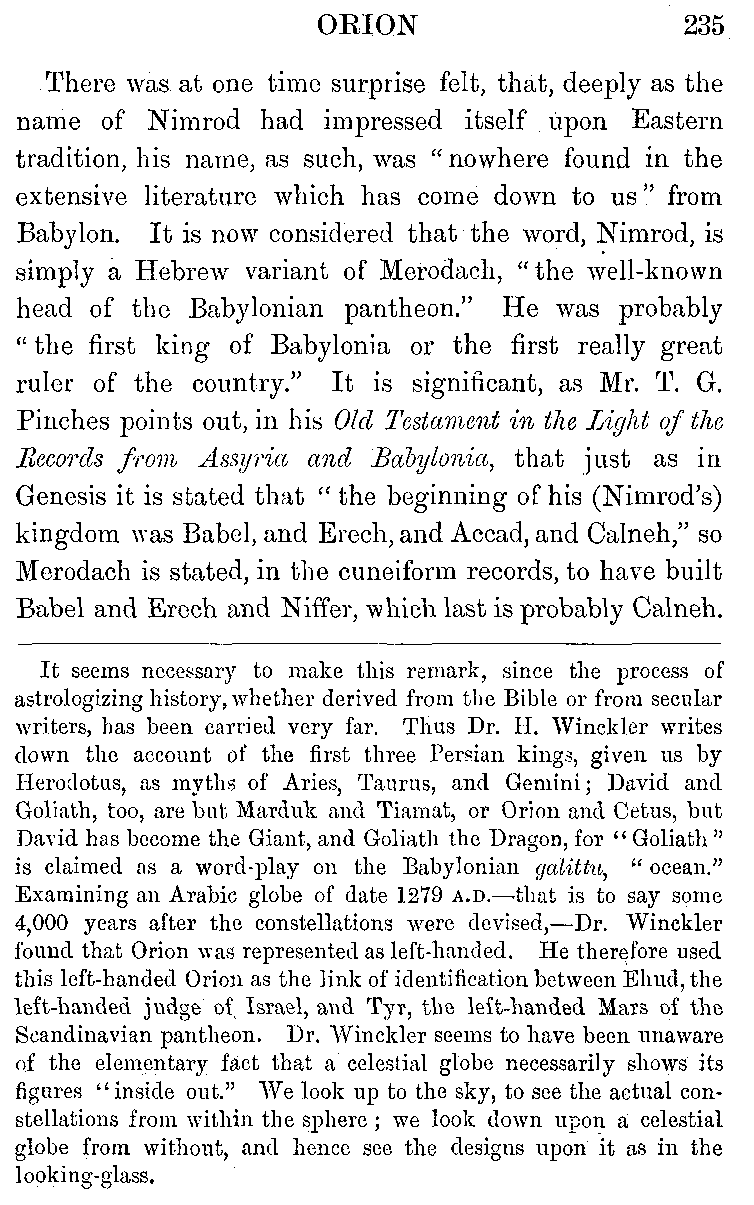 ORION 235
There was at one time surprise felt, that, deeply as the
name of Nimrod had impressed itself upon Eastern
tradition, his name, as such, was “nowhere found in the
extensive literature which has come down to us” from
Babylon. It is now considered that the word, Nimrod, is
simply a Hebrew variant of Merodach, “the well-known
head of the Babylonian pantheon.” He was probably
“the first king of Babylonia or the first really great
ruler of the country.” It is significant, as Mr. T. G.
Pinches points out, in his Old Testament in the Light of the
Records from Assyria and Babylonia, that just as in
Genesis it is stated that “the beginning of his (Nimrod’s)
kingdom was Babel, and Erech, and Accad, and Calneh,” so
Merodach is stated, in the cuneiform records, to have built
Babel and Erech and Niffer, which last is probably Calneh.
It seems necessary to make this remark, since the process of
astrologizing history, whether derived from the Bible or from secular
writers, has been carried very far. Thus Dr. H. Winckler writes
down the account of the first three Persian kings, given us by
Herodotus, as myths of Aries, Taurus, and Gemini; David and
Goliath, too, are but Marduk and Tiamat, or Orion and Cetus, but
David has become the Giant, and Goliath the Dragon, for “Goliath”
is claimed as a word-play on the Babylonian galittu, “ocean.”
Examining an Arabic globe of date 1279 A.D.—that is to say some
4,000 years after the constellations were devised,—Dr. Winckler
found that Orion was represented as left-handed. He therefore used
this left-handed Orion as the link of identification between Ehud, the
left-handed judge of Israel, and Tyr, the left-handed Mars of the
Scandinavian pantheon. Dr. Winckler seems to have been unaware
of the elementary fact that a celestial globe necessarily shows its
figures “inside out.” We look up to the sky, to see the actual con-
stellations from within the sphere; we look down upon a celestial
globe from without, and hence see the designs upon it as in the
looking-glass.